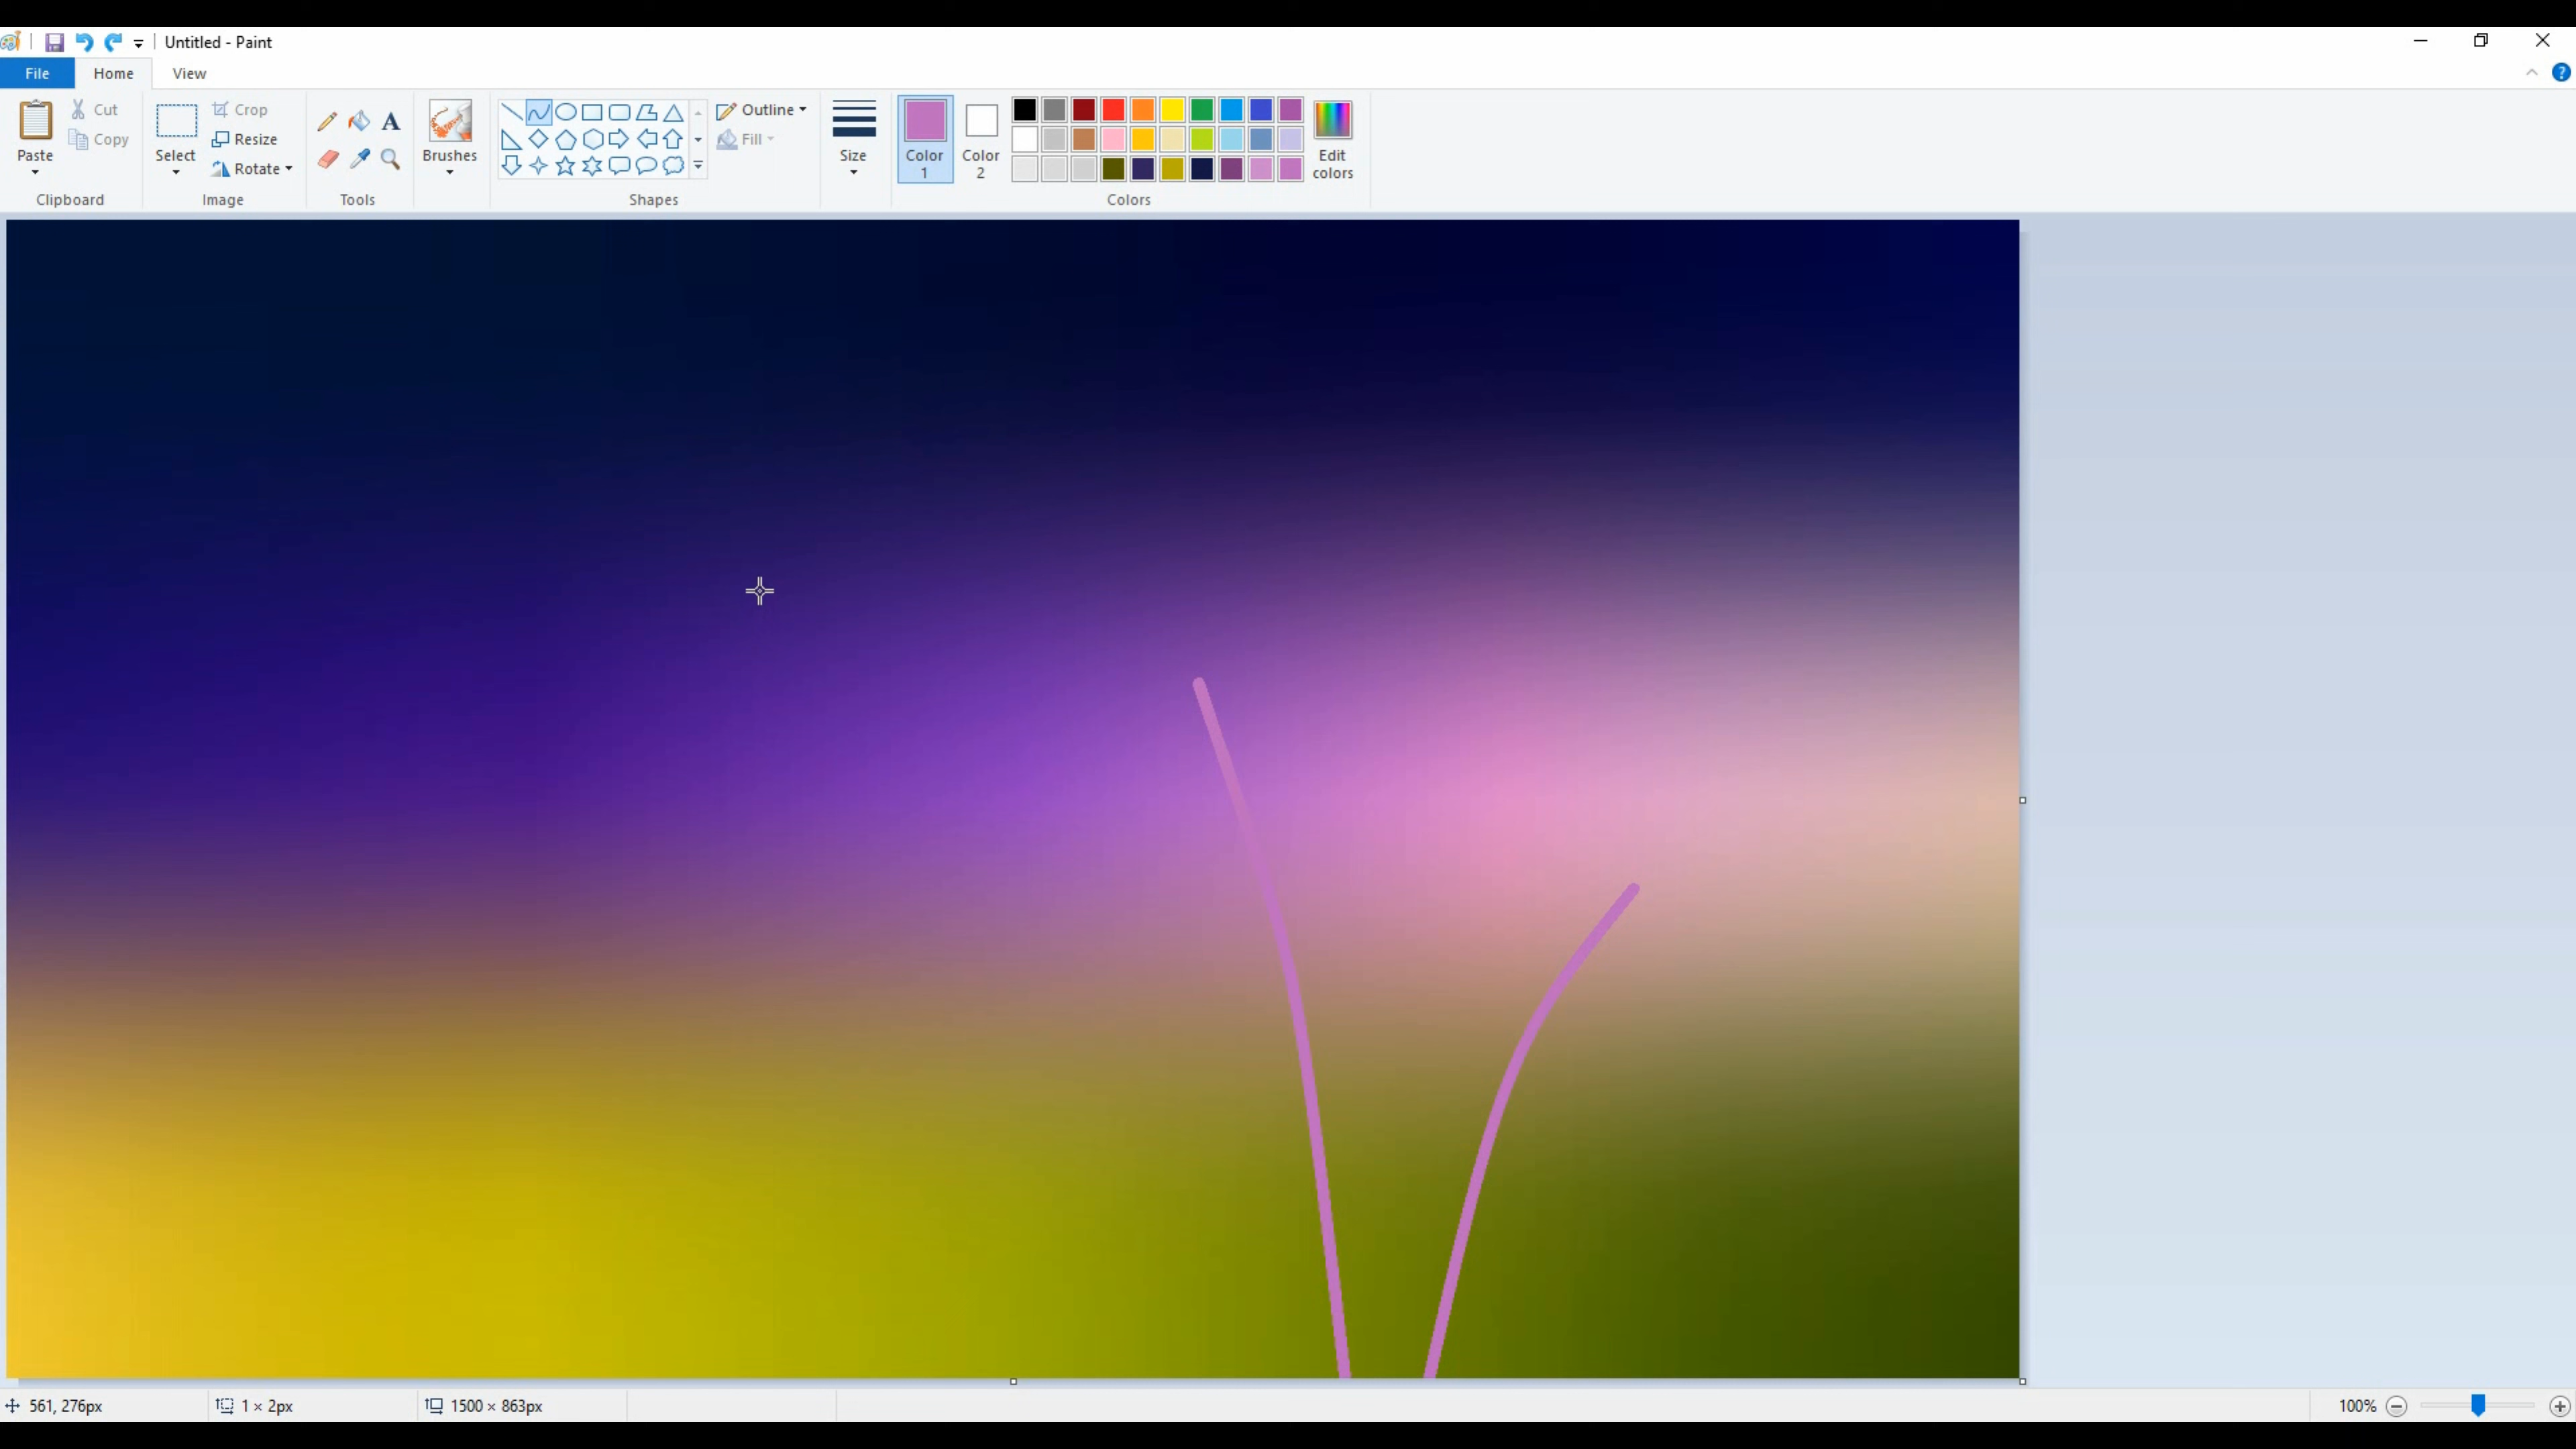 Untitled - Paint
File Home View
Paste Cut Copy
Select Crop Resize Rotate
A
Brushes
Outline Fill
Size
Color 1
Color 2
Edit colors
Clipboard Image Tools Shapes Colors
561, 276px 1 × 2px 1500 × 863px 100%